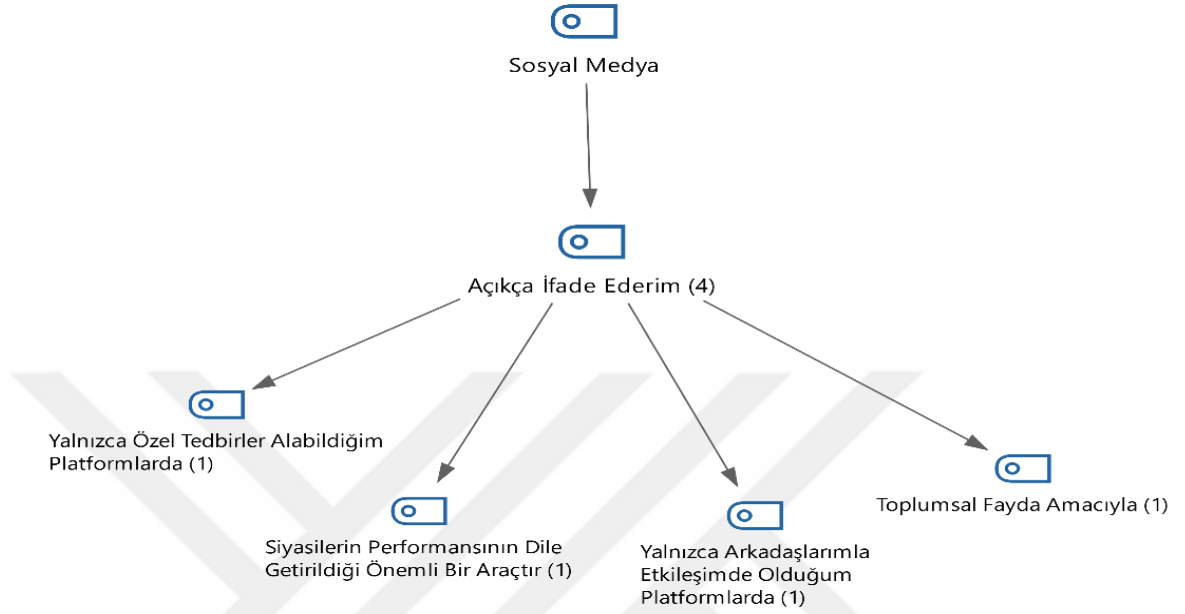 Sosyal Medya
Açıkça İfade Ederim (4)
Yalnızca Özel Tedbirler Alabildiğim
Platformlarda (1)
Siyasilerin Performansının Dile
Getirildiği Önemli Bir Araçtır (1)
Yalnızca Arkadaşlarımla
Etkileşimde Olduğum
Platformlarda (1)
Toplumsal Fayda Amacıyla (1)